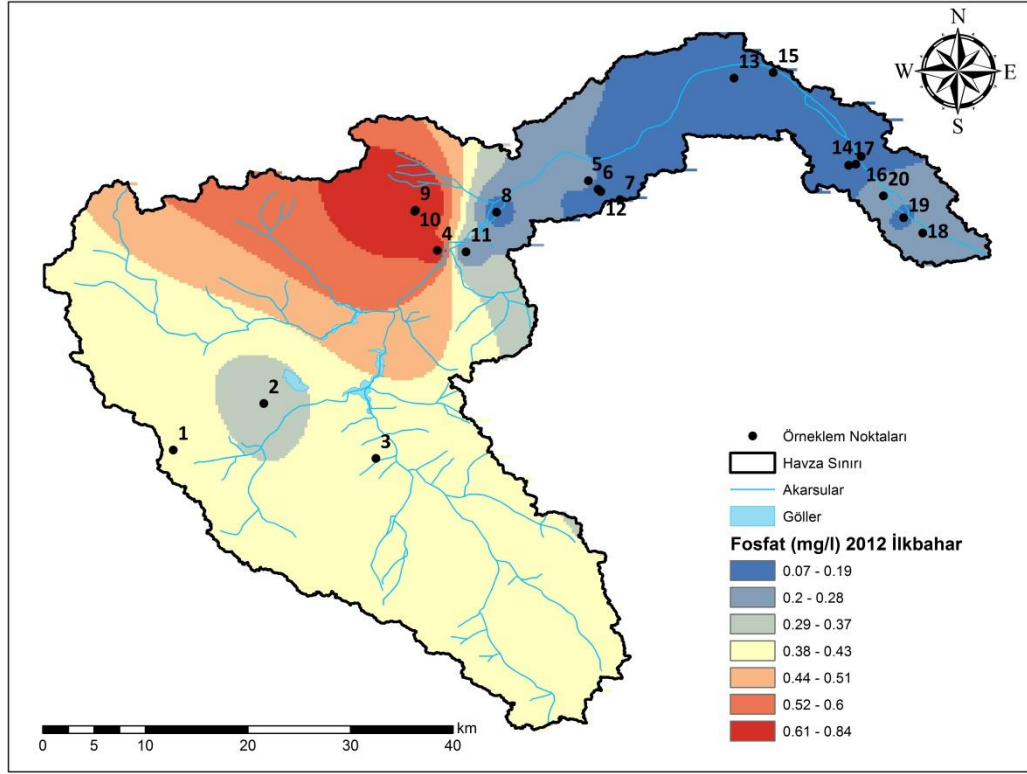 N
W
E
S
13
15
5
6
7
12
14
17
16
20
19
18
8
9
10
4
11
2
1
3
Örneklem Noktaları
Havza Sınırı
Akarsular
Göller
Fosfat (mg/l) 2012 İlkbahar
0.07 - 0.19
0.2 - 0.28
0.29 - 0.37
0.38 - 0.43
0.44 - 0.51
0.52 - 0.6
0.61 - 0.84
km
0 5 10 20 30 40